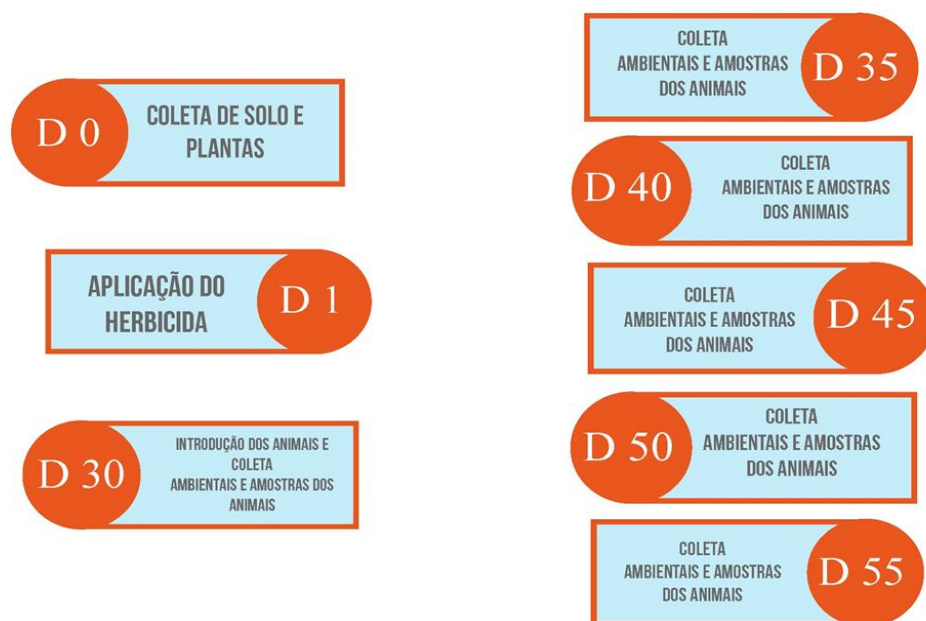 D 0
COLETA DE SOLO E
PLANTAS
APLICAÇÃO DO
HERBICIDA
D 1
D 30
INTRODUÇÃO DOS ANIMAIS E
COLETA
AMBIENTAIS E AMOSTRAS DOS
ANIMAIS
COLETA
AMBIENTAIS E AMOSTRAS
DOS ANIMAIS
D 35
D 40
COLETA
AMBIENTAIS E AMOSTRAS
DOS ANIMAIS
COLETA
AMBIENTAIS E AMOSTRAS
DOS ANIMAIS
D 45
D 50
COLETA
AMBIENTAIS E AMOSTRAS
DOS ANIMAIS
COLETA
AMBIENTAIS E AMOSTRAS
DOS ANIMAIS
D 55